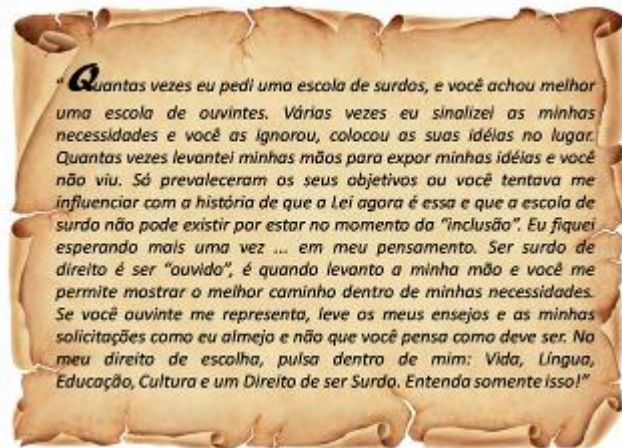 " Quantas vezes eu pedi uma escola de surdos, e você achou melhor
uma escola de ouvintes. Várias vezes eu sinalizei as minhas
necessidades e você as ignorou, colocou as suas idéias no lugar.
Quantas vezes levantei minhas mãos para expor minhas idéias e você
não viu. Só prevaleceram os seus objetivos ou você tentava me
influenciar com a história de que a Lei agora é essa e que a escola de
surdo não pode existir por estar no momento da "inclusão". Eu fiquei
esperando mais uma vez ... em meu pensamento. Ser surdo de
direito é ser "ouvido", é quando levanto a minha mão e você me
permite mostrar o melhor caminho dentro de minhas necessidades.
Se você ouvinte me representa, leve os meus ensejos e as minhas
solicitações como eu almejo e não que você pensa como deve ser. No
meu direito de escolha, pulsa dentro de mim: Vida, Língua,
Educação, Cultura e um Direito de ser Surdo. Entenda somente isso!"